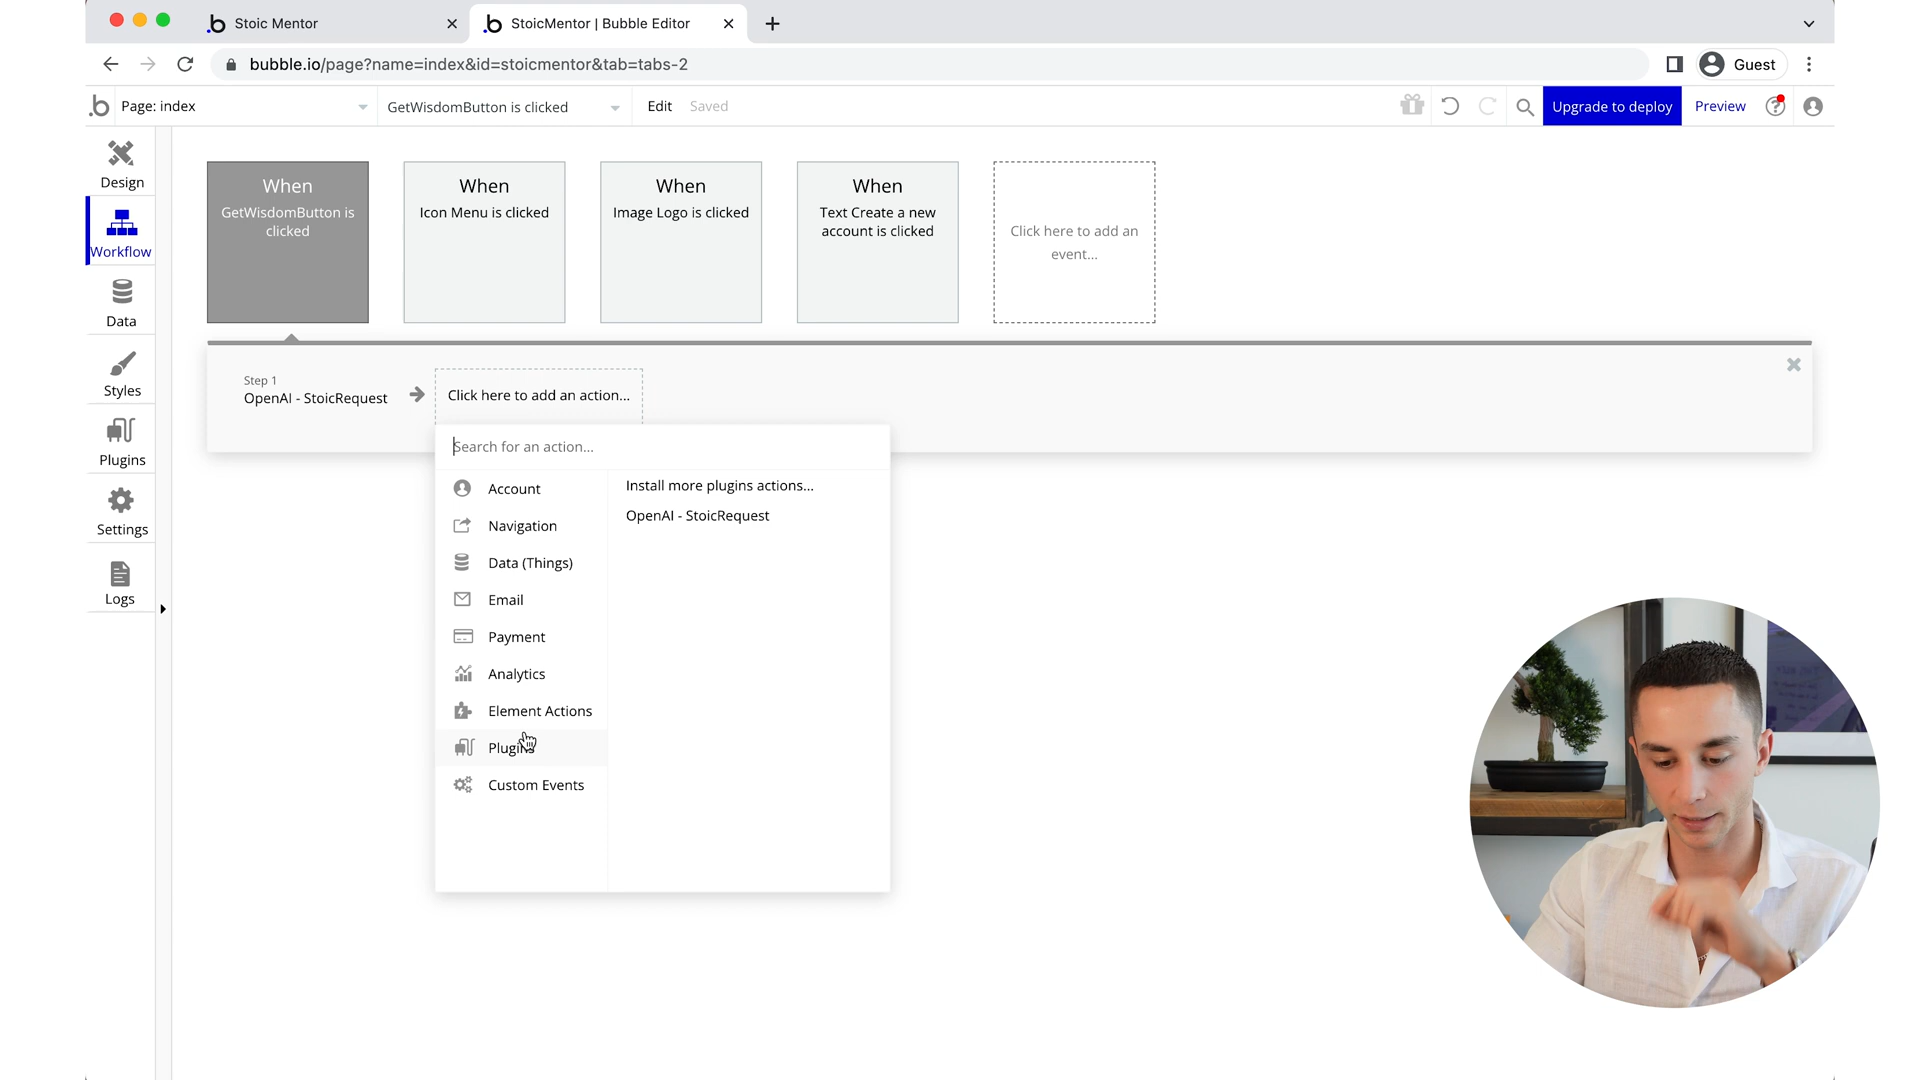 Stoic Mentor
StoicMentor | Bubble Editor
bubble.io/page?name=index&id=stoicmentor&tab=tabs-2
Guest
Page: index
GetWisdomButton is clicked
Edit
Saved
Upgrade to deploy
Preview
Design
Workflow
Data
Styles
Plugins
Settings
Logs
When
GetWisdomButton is
clicked
When
Icon Menu is clicked
When
Image Logo is clicked
When
Text Create a new
account is clicked
Click here to add an
event...
Step 1
OpenAI - StoicRequest
Click here to add an action...
Search for an action...
Account
Navigation
Data (Things)
Email
Payment
Analytics
Element Actions
Plugins
Custom Events
Install more plugins actions...
OpenAI - StoicRequest